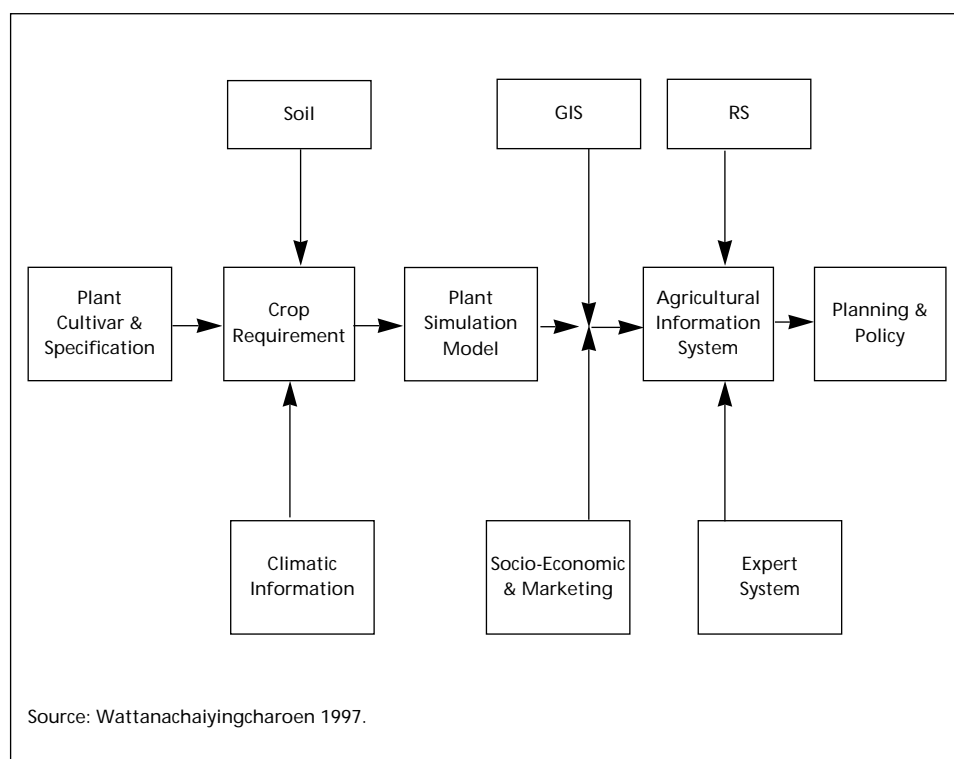 Soil
GIS
RS
Plant
Cultivar &
Specification
Crop
Requirement
Plant
Simulation
Model
Agricultural
Information
System
Planning &
Policy
Climatic
Information
Socio-Economic
& Marketing
Expert
System
Source: Wattanachaiyingcharoen 1997.